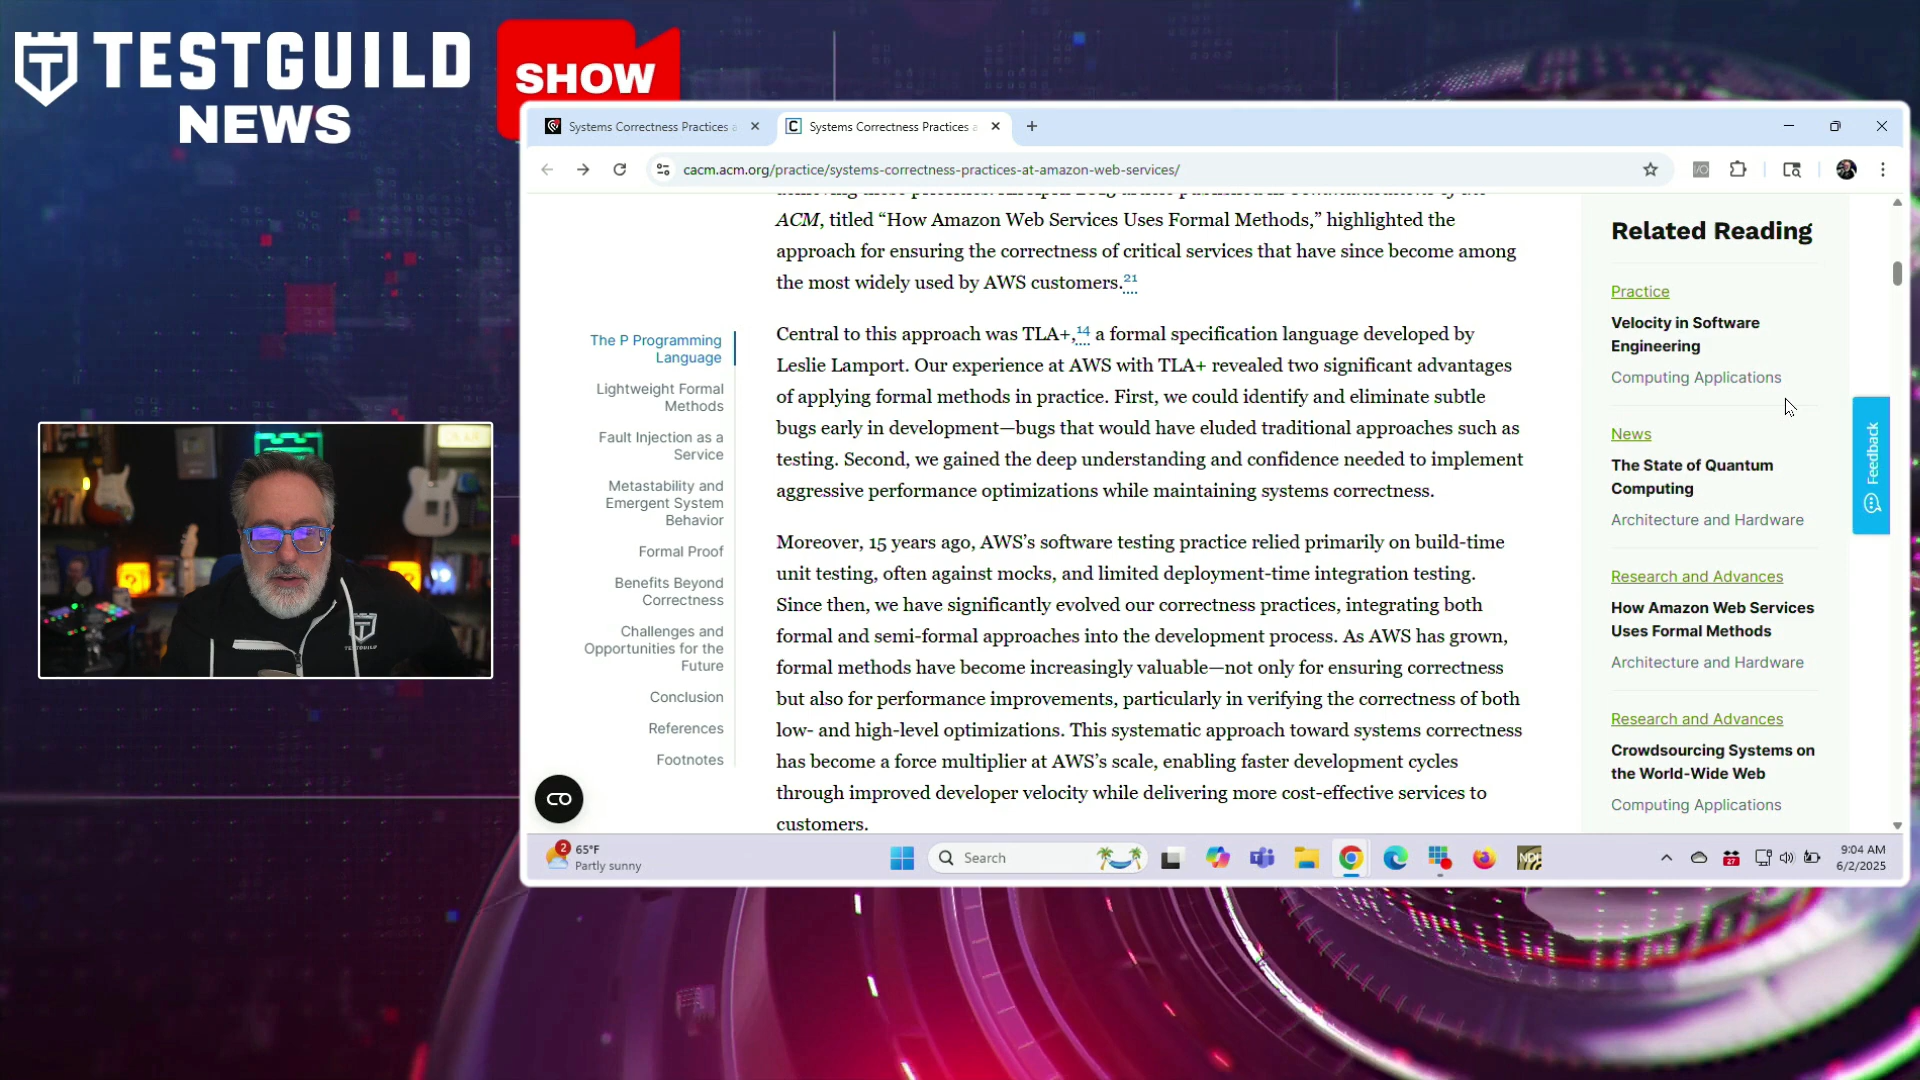 TESTGUILD
NEWS
SHOW
Systems Correctness Practices a
Systems Correctness Practices a
cacm.acm.org/practice/systems-correctness-practices-at-amazon-web-services/
ACM, titled “How Amazon Web Services Uses Formal Methods,” highlighted the
approach for ensuring the correctness of critical services that have since become among
the most widely used by AWS customers.21
Central to this approach was TLA+,14 a formal specification language developed by
Leslie Lamport. Our experience at AWS with TLA+ revealed two significant advantages
of applying formal methods in practice. First, we could identify and eliminate subtle
bugs early in development—bugs that would have eluded traditional approaches such as
testing. Second, we gained the deep understanding and confidence needed to implement
aggressive performance optimizations while maintaining systems correctness.
Moreover, 15 years ago, AWS’s software testing practice relied primarily on build-time
unit testing, often against mocks, and limited deployment-time integration testing.
Since then, we have significantly evolved our correctness practices, integrating both
formal and semi-formal approaches into the development process. As AWS has grown,
formal methods have become increasingly valuable—not only for ensuring correctness
but also for performance improvements, particularly in verifying the correctness of both
low- and high-level optimizations. This systematic approach toward systems correctness
has become a force multiplier at AWS’s scale, enabling faster development cycles
through improved developer velocity while delivering more cost-effective services to
customers.
The P Programming
Language
Lightweight Formal
Methods
Fault Injection as a
Service
Metastability and
Emergent System
Behavior
Formal Proof
Benefits Beyond
Correctness
Challenges and
Opportunities for the
Future
Conclusion
References
Footnotes
Related Reading
Practice
Velocity in Software
Engineering
Computing Applications
News
The State of Quantum
Computing
Architecture and Hardware
Research and Advances
How Amazon Web Services
Uses Formal Methods
Architecture and Hardware
Research and Advances
Crowdsourcing Systems on
the World-Wide Web
Computing Applications
Feedback
2
65°F
Partly sunny
Search
27
9:04 AM
6/2/2025